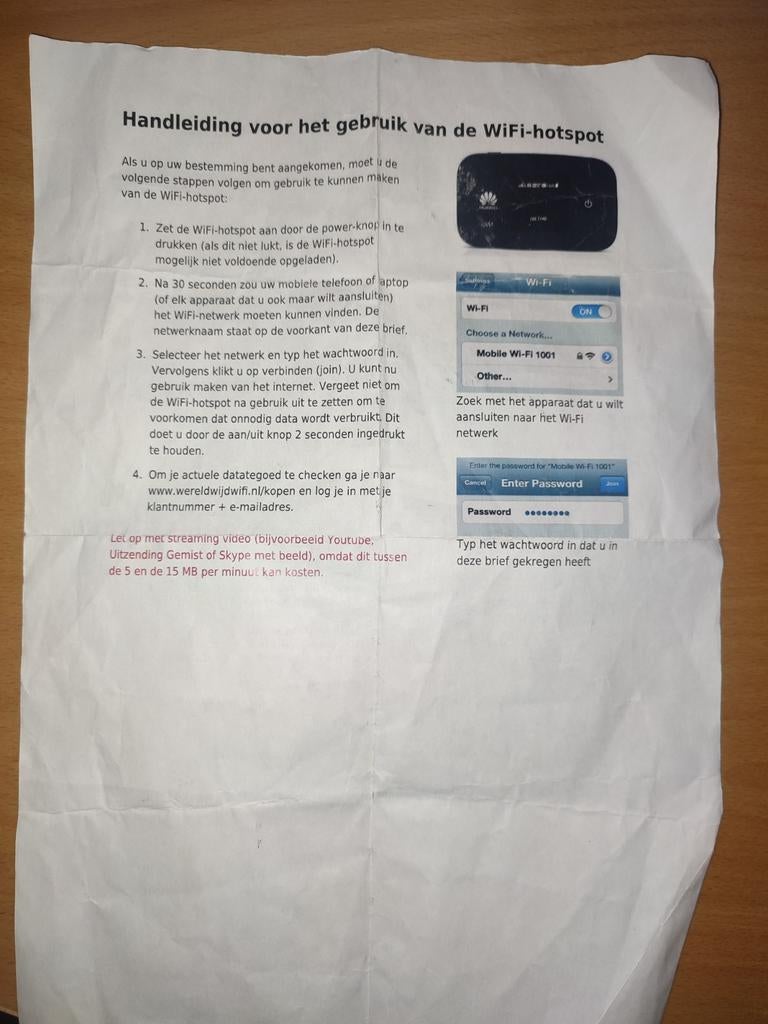 Handleiding voor het gebruik van de WiFi-hotspot
Als u op uw bestemming bent aangekomen, moet u de
volgende stappen volgen om gebruik te kunnen maken
van de WiFi-hotspot:
1. Zet de WiFi-hotspot aan door de power-knop in te
drukken (als dit niet lukt, is de WiFi-hotspot
mogelijk niet voldoende opgeladen).
2. Na 30 seconden zou uw mobiele telefoon of laptop
(of elk apparaat dat u ook maar wilt aansluiten)
het WiFi-netwerk moeten kunnen vinden. De
netwerknaam staat op de voorkant van deze brief.
3. Selecteer het netwerk en typ het wachtwoord in.
Vervolgens klikt u op verbinden (join). U kunt nu
gebruik maken van het internet. Vergeet niet om
de WiFi-hotspot na gebruik uit te zetten om te
voorkomen dat onnodig data wordt verbruikt. Dit
doet u door de aan/uit knop 2 seconden ingedrukt
te houden.
4. Om je actuele datategoed te checken ga je naar
www.wereldwijdwifi.nl/kopen en log je in met je
klantnummer + e-mailadres.
Let op met streaming video (bijvoorbeeld Youtube,
Uitzending Gemist of Skype met beeld), omdat dit tussen
de 5 en de 15 MB per minuut kan kosten.
HUAWEI
Settings
Wi-Fi
Wi-Fi
ON
Choose a Network...
Mobile Wi-Fi 1001
Other...
Zoek met het apparaat dat u wilt
aansluiten naar het Wi-Fi
netwerk
Enter the password for "Mobile Wi-Fi 1001"
Cancel
Enter Password
Join
Password ●●●●●●●●
Typ het wachtwoord in dat u in
deze brief gekregen heeft